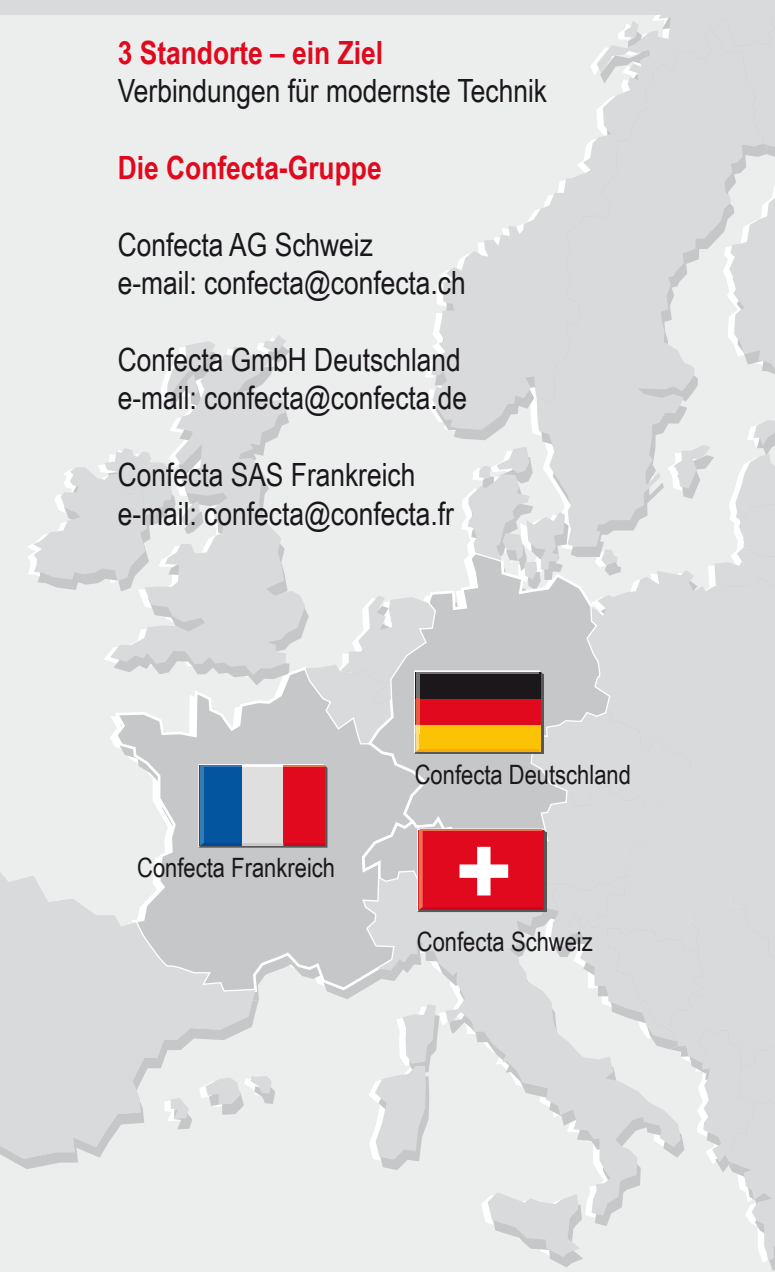 3 Standorte – ein Ziel
Verbindungen für modernste Technik
Die Confecta-Gruppe
Confecta AG Schweiz
e-mail: confecta@confecta.ch
Confecta GmbH Deutschland
e-mail: confecta@confecta.de
Confecta SAS Frankreich
e-mail: confecta@confecta.fr
Confecta Deutschland
Confecta Frankreich
Confecta Schweiz